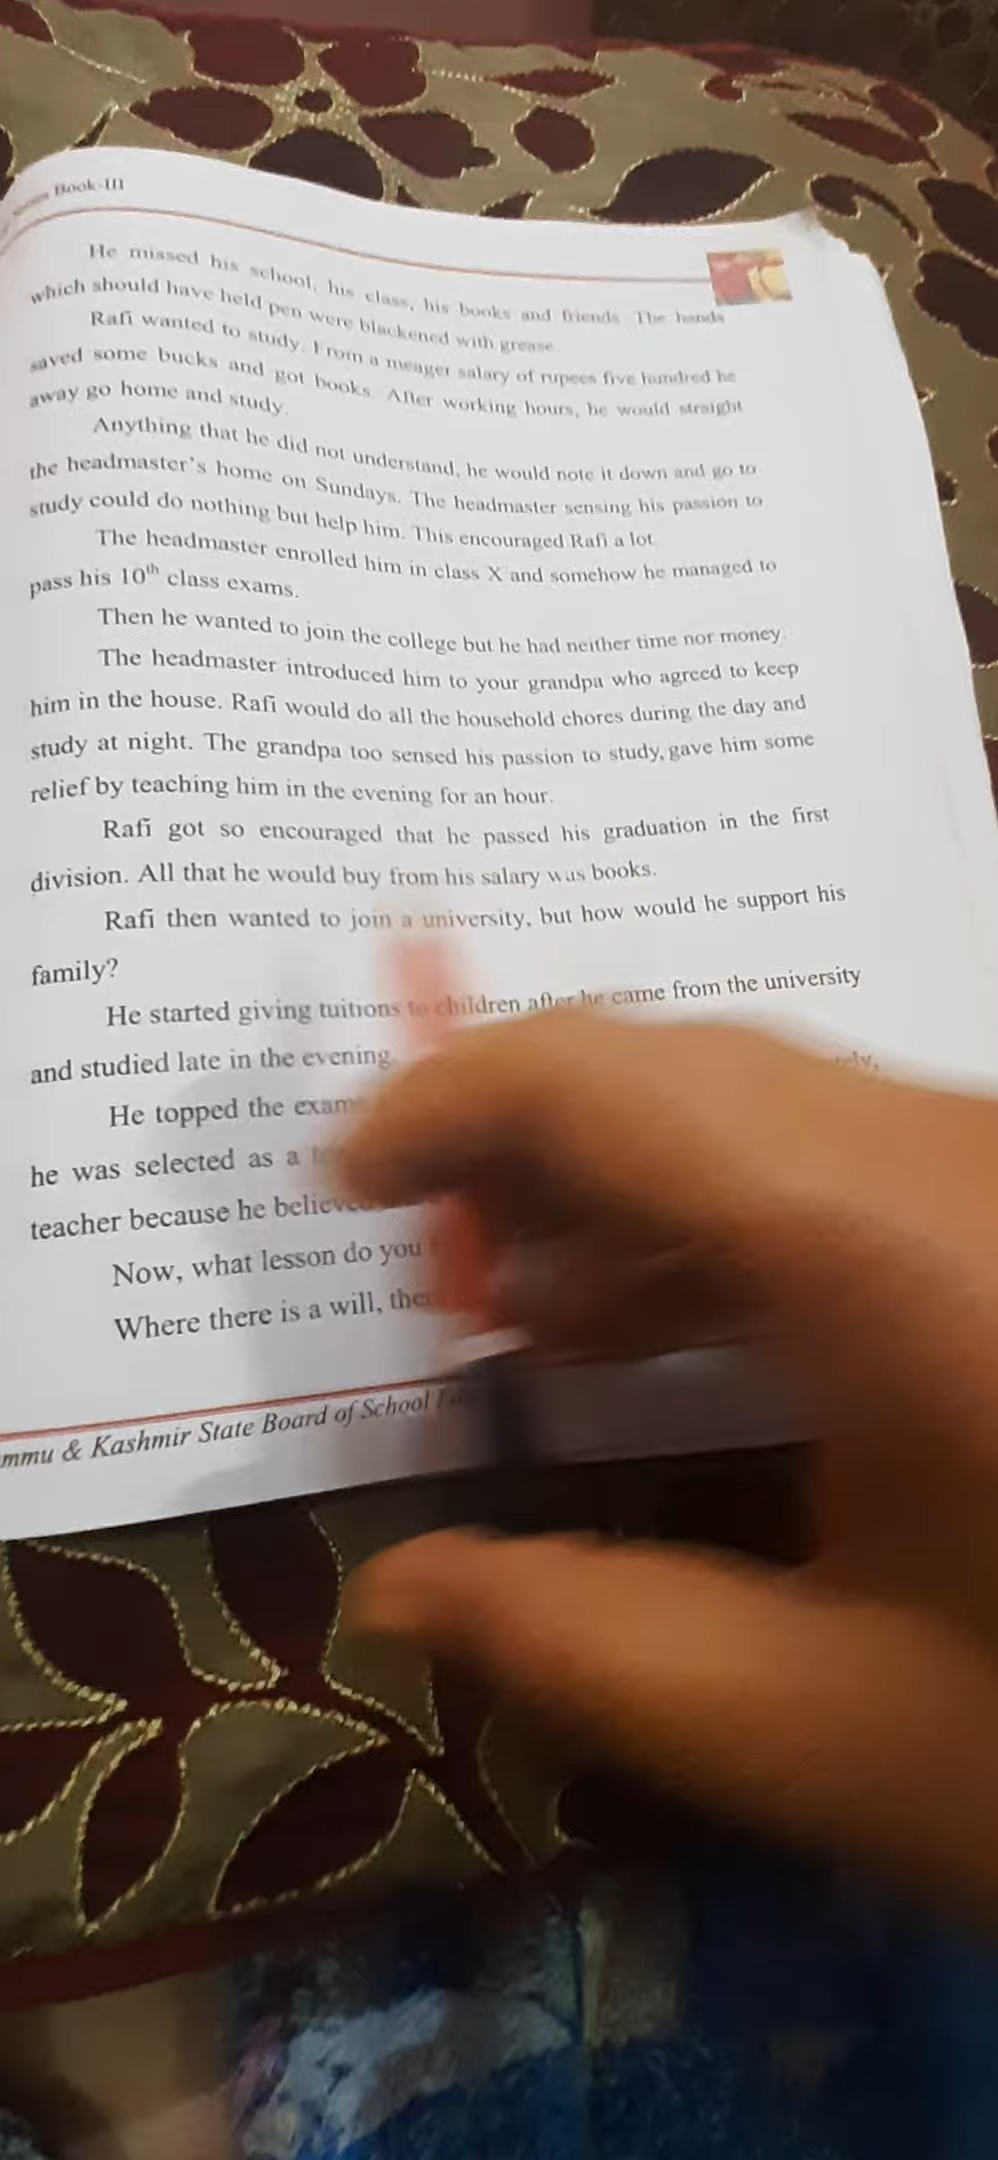 Series Book-III
He missed his school, his class, his books and friends. The hands
which should have held pen were blackened with grease.
Rafi wanted to study. From a meager salary of rupees five hundred he
saved some bucks and got books. After working hours, he would straight
away go home and study.
Anything that he did not understand, he would note it down and go to
the headmaster's home on Sundays. The headmaster sensing his passion to
study could do nothing but help him. This encouraged Rafi a lot.
The headmaster enrolled him in class X and somehow he managed to
pass his 10th class exams.
Then he wanted to join the college but he had neither time nor money.
The headmaster introduced him to your grandpa who agreed to keep
him in the house. Rafi would do all the household chores during the day and
study at night. The grandpa too sensed his passion to study, gave him some
relief by teaching him in the evening for an hour.
Rafi got so encouraged that he passed his graduation in the first
division. All that he would buy from his salary was books.
Rafi then wanted to join a university, but how would he support his
family?
He started giving tuitions to children after he came from the university
and studied late in the evening.
He topped the exam
he was selected as a
teacher because he believed
Now, what lesson do you
Where there is a will,
mmu & Kashmir State Board of School